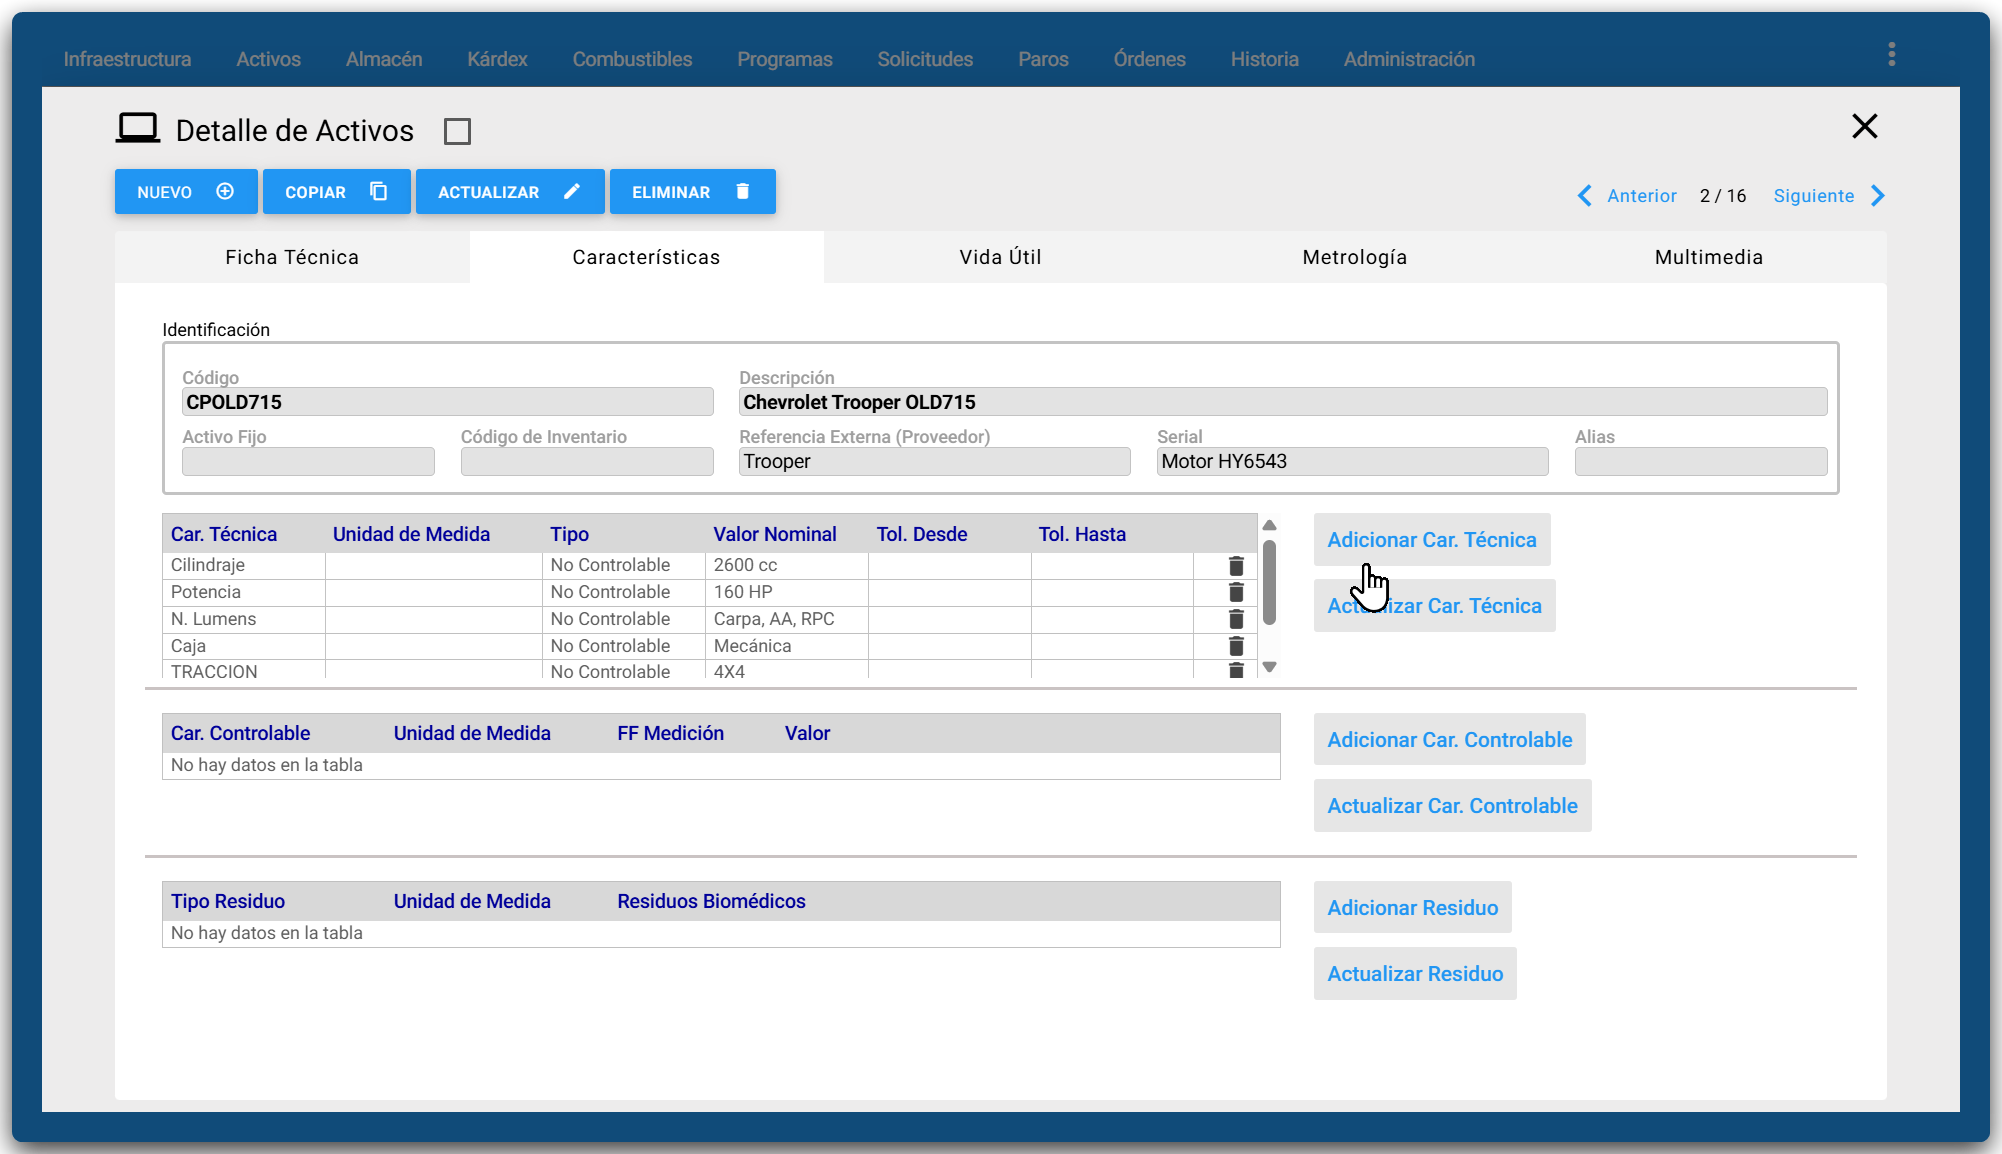 Infraestructura Activos Almacén Kárdex Combustibles Programas Solicitudes Paros Órdenes Historia Administración
Detalle de Activos
NUEVO COPIAR ACTUALIZAR ELIMINAR
Anterior 2 / 16 Siguiente
Ficha Técnica Características Vida Útil Metrología Multimedia
Identificación
Código Descripción
CPOLD715 Chevrolet Trooper OLD715
Activo Fijo Código de Inventario Referencia Externa (Proveedor) Serial Alias
Trooper Motor HY6543
Car. Técnica Unidad de Medida Tipo Valor Nominal Tol. Desde Tol. Hasta
Cilindraje No Controlable 2600 cc
Potencia No Controlable 160 HP
N. Lumens No Controlable Carpa, AA, RPC
Caja No Controlable Mecánica
TRACCION No Controlable 4X4
Adicionar Car. Técnica
Actualizar Car. Técnica
Car. Controlable Unidad de Medida FF Medición Valor
No hay datos en la tabla
Adicionar Car. Controlable
Actualizar Car. Controlable
Tipo Residuo Unidad de Medida Residuos Biomédicos
No hay datos en la tabla
Adicionar Residuo
Actualizar Residuo